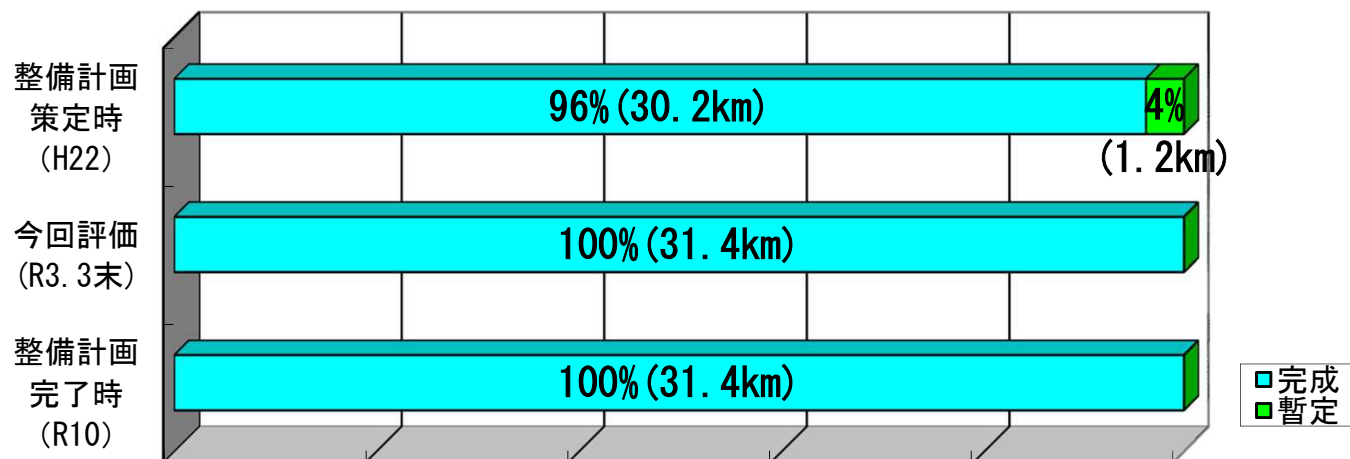 整備計画
策定時
(H22)
96%(30.2km)
4%
(1.2km)
今回評価
(R3.3末)
100%(31.4km)
整備計画
完了時
(R10)
100%(31.4km)
完成
暫定